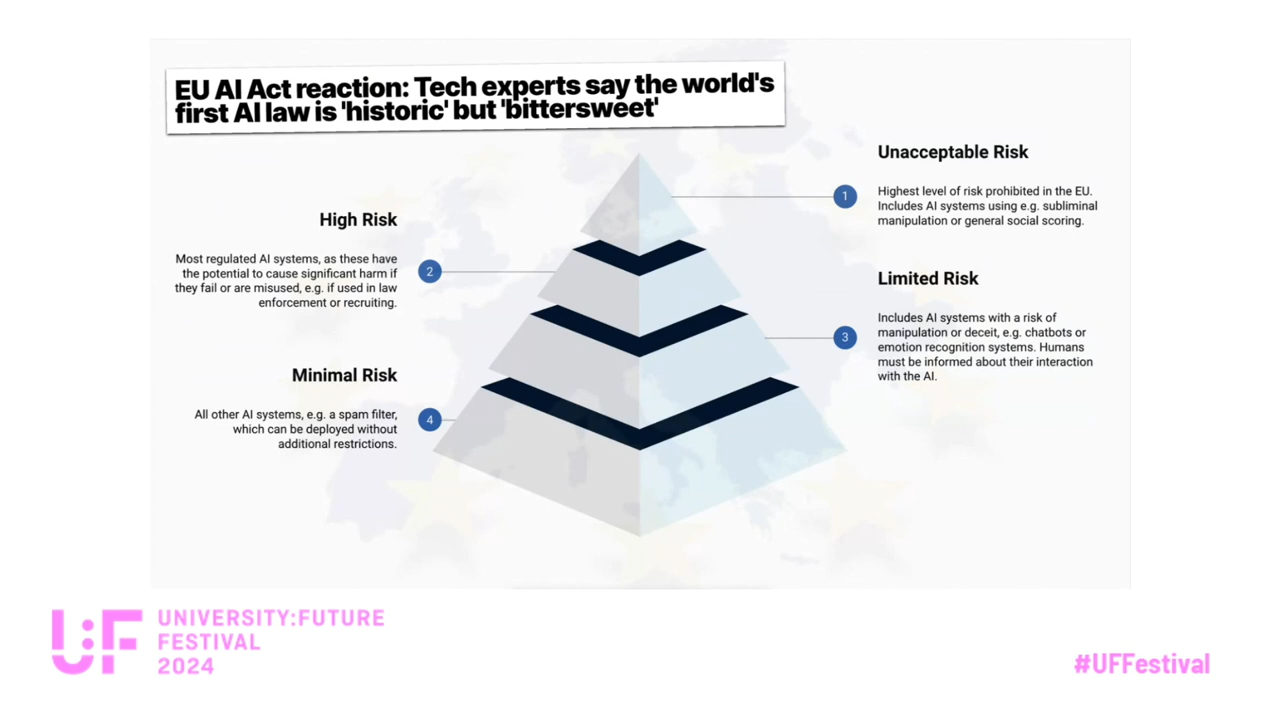 EU AI Act reaction: Tech experts say the world's
first AI law is 'historic' but 'bittersweet'
Unacceptable Risk
1
Highest level of risk prohibited in the EU.
Includes AI systems using e.g. subliminal
manipulation or general social scoring.
High Risk
2
Most regulated AI systems, as these have
the potential to cause significant harm if
they fail or are misused, e.g. if used in law
enforcement or recruiting.
Limited Risk
3
Includes AI systems with a risk of
manipulation or deceit, e.g. chatbots or
emotion recognition systems. Humans
must be informed about their interaction
with the AI.
Minimal Risk
4
All other AI systems, e.g. a spam filter,
which can be deployed without
additional restrictions.
U:F
UNIVERSITY:FUTURE
FESTIVAL
2024
#UFFestival